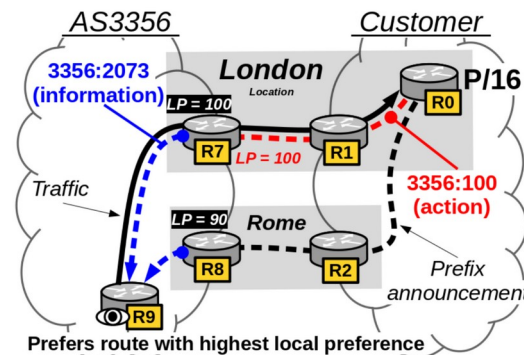 AS3356
Customer
3356:2073
(information)
London
Location
P/16
R0
LP = 100
R7
LP = 100
R1
3356:100
(action)
Traffic
LP = 90
Rome
R8
R2
Prefix
announcement
R9
Prefers route with highest local preference